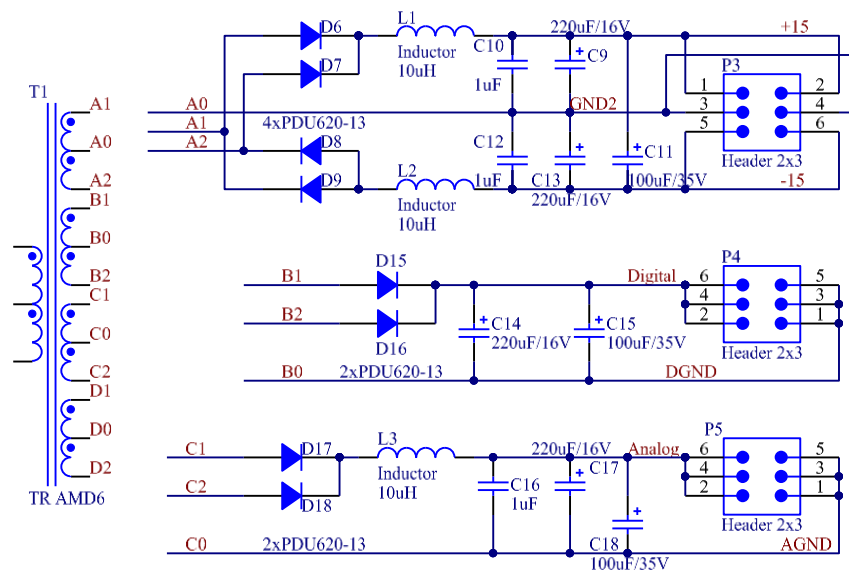 T1
A1
A0
A2
B1
B0
B2
C1
C0
C2
D1
D0
D2
TR AMD6
A0
A1
A2
4xPDU620-13
D6
D7
D8
D9
L1
Inductor
10uH
L2
Inductor
10uH
C10
1uF
220uF/16V
C9
GND2
C12
1uF
C13
220uF/16V
C11
100uF/35V
+15
P3
1 2
3 4
5 6
Header 2x3
-15
B1
B2
B0
D15
D16
2xPDU620-13
C14
220uF/16V
C15
100uF/35V
Digital
DGND
P4
6 5
4 3
2 1
Header 2x3
C1
C2
C0
D17
D18
2xPDU620-13
L3
Inductor
10uH
C16
1uF
220uF/16V
C17
C18
100uF/35V
Analog
AGND
P5
6 5
4 3
2 1
Header 2x3